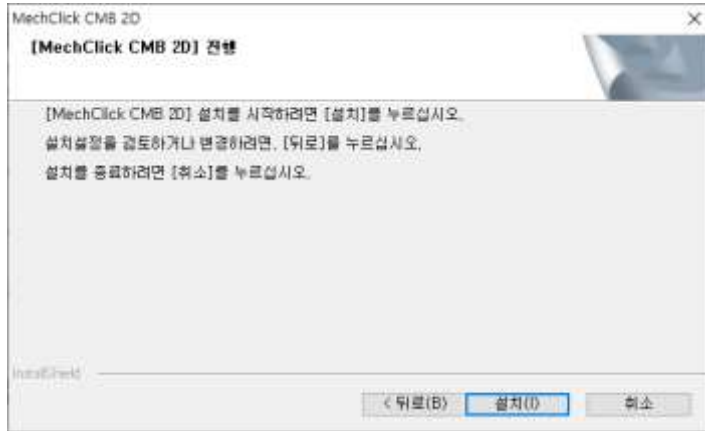 MechClick CMB 2D
[MechClick CMB 2D] 진행
[MechClick CMB 2D] 설치를 시작하려면 [설치]를 누르십시오.
설치설정을 검토하거나 변경하려면, [뒤로]를 누르십시오.
설치를 종료하려면 [취소]를 누르십시오.
InstallShield
< 뒤로(B) 설치(I) 취소